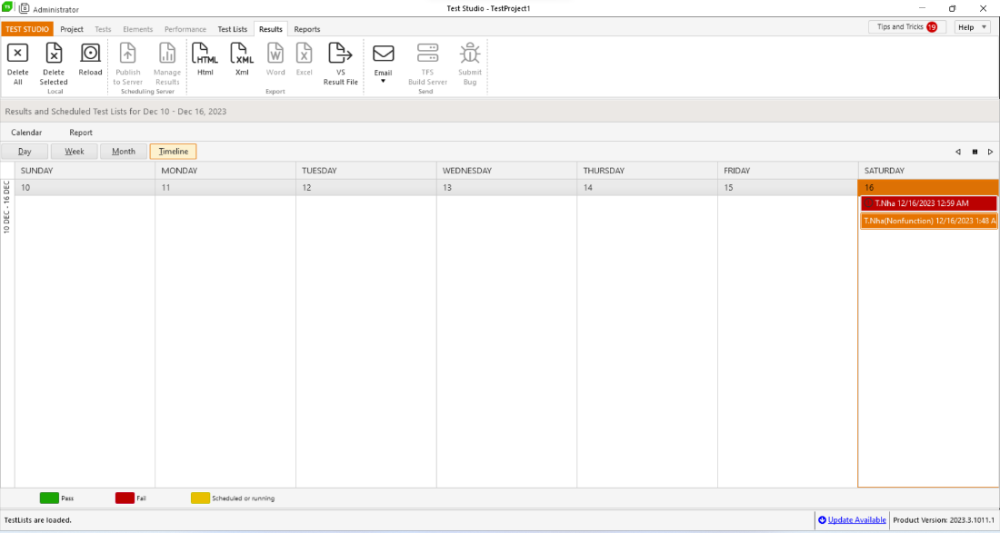 Administrator
Test Studio - TestProject1
TEST STUDIO Project Tests Elements Performance Test Lists Results Reports
Tips and Tricks 19 Help
Delete All
Delete Selected
Reload
Local
Publish to Server
Manage Results
Scheduling Server
HTML
Html
XML
Xml
Word
Excel
VS Result File
Export
Email
TFS Build Server
Submit Bug
Send
Results and Scheduled Test Lists for Dec 10 - Dec 16, 2023
Calendar Report
Day Week Month Timeline
SUNDAY MONDAY TUESDAY WEDNESDAY THURSDAY FRIDAY SATURDAY
10 11 12 13 14 15 16
10 DEC - 16 DEC
T.Nha 12/16/2023 12:59 AM
T.Nha(Nonfunction) 12/16/2023 1:48 A
Pass Fail Scheduled or running
TestLists are loaded.
Update Available Product Version: 2023.3.1011.1